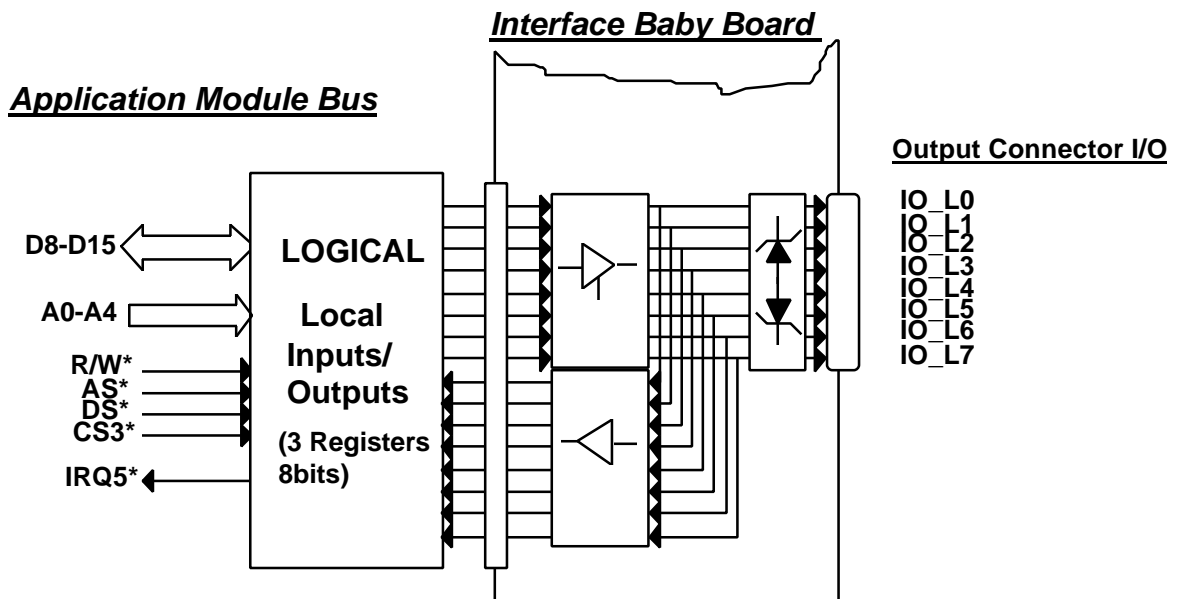 Interface Baby Board
Application Module Bus
Output Connector I/O
IO_L0
IO_L1
IO_L2
IO_L3
IO_L4
IO_L5
IO_L6
IO_L7
D8-D15
A0-A4
R/W*
AS*
DS*
CS3*
IRQ5*
LOGICAL
Local
Inputs/
Outputs
(3 Registers
8bits)